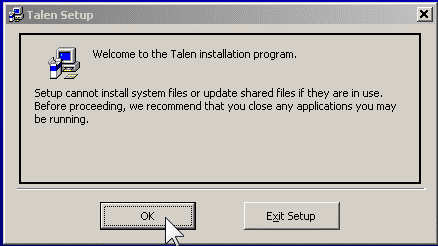 Talen Setup
Welcome to the Talen installation program.
Setup cannot install system files or update shared files if they are in use.
Before proceeding, we recommend that you close any applications you may
be running.
OK
Exit Setup